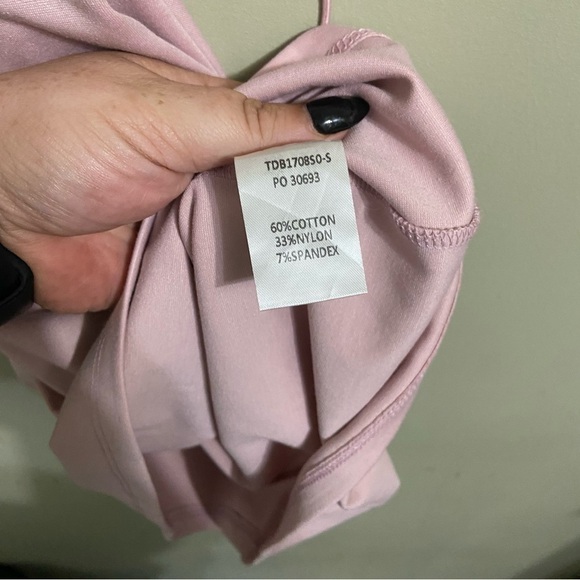 TDB1708S0-S
PO 30693
60%COTTON
33%NYLON
7%SPANDEX